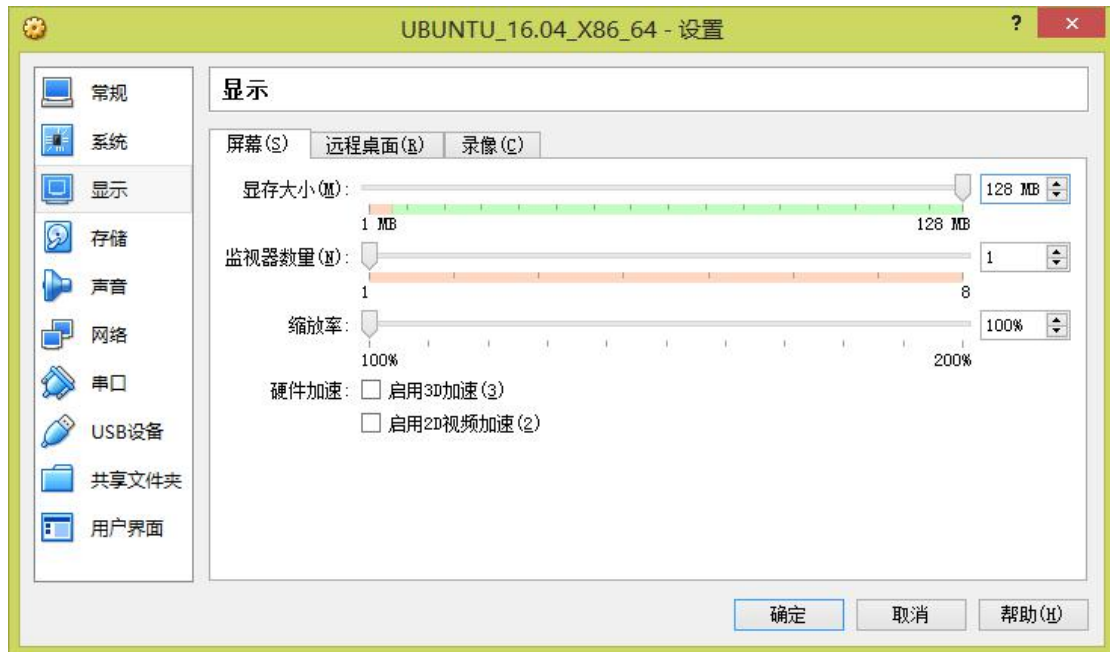 UBUNTU_16.04_X86_64 - 设置
?
常规
系统
显示
存储
声音
网络
串口
USB设备
共享文件夹
用户界面
显示
屏幕(S) 远程桌面(R) 录像(C)
显存大小(M): 128 MB
1 MB 128 MB
监视器数量(N): 1
1 8
缩放率: 100%
100% 200%
硬件加速: 启用3D加速(3)
启用2D视频加速(2)
确定 取消 帮助(H)